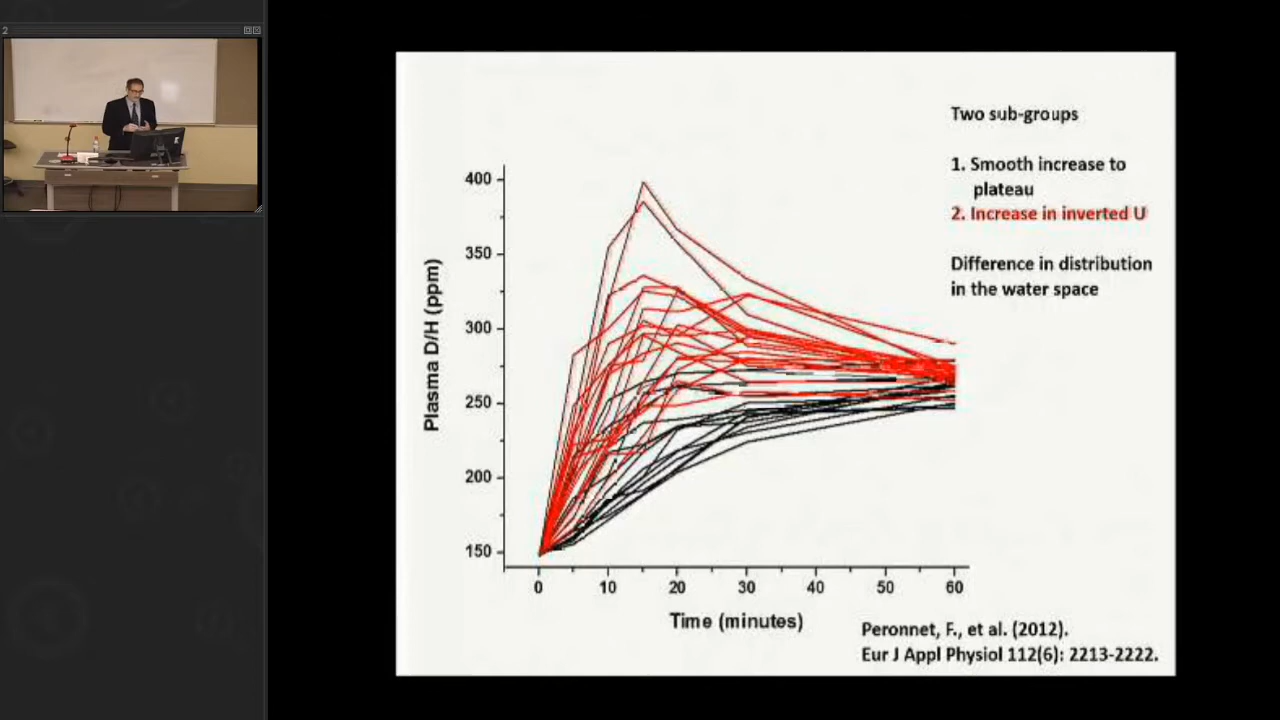 2
Two sub-groups
1. Smooth increase to
plateau
2. Increase in inverted U
Difference in distribution
in the water space
400
350
300
250
200
150
Plasma D/H (ppm)
0 10 20 30 40 50 60
Time (minutes)
Peronnet, F., et al. (2012).
Eur J Appl Physiol 112(6): 2213-2222.